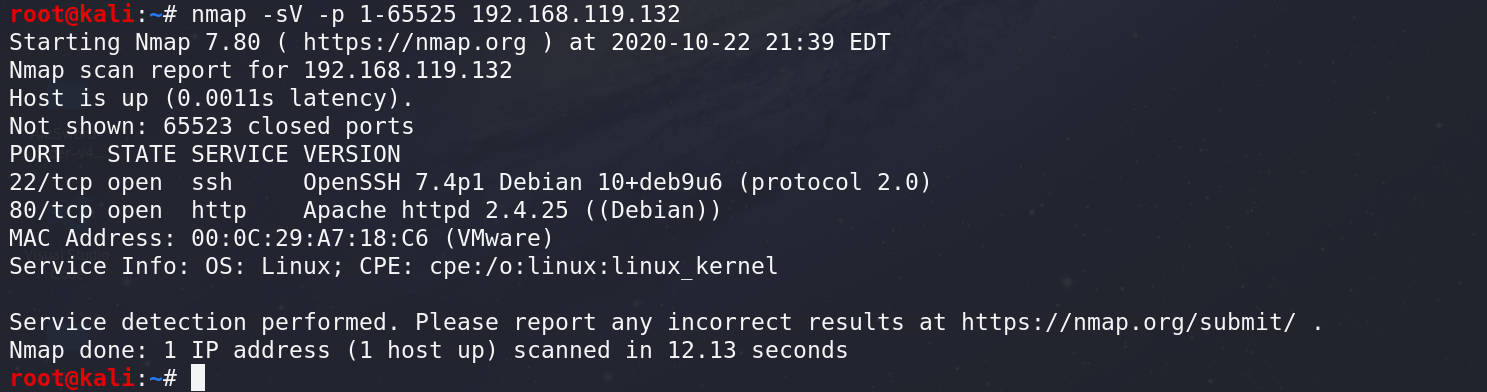 root@kali:~# nmap -sV -p 1-65525 192.168.119.132
Starting Nmap 7.80 ( https://nmap.org ) at 2020-10-22 21:39 EDT
Nmap scan report for 192.168.119.132
Host is up (0.0011s latency).
Not shown: 65523 closed ports
PORT   STATE SERVICE VERSION
22/tcp open  ssh     OpenSSH 7.4p1 Debian 10+deb9u6 (protocol 2.0)
80/tcp open  http    Apache httpd 2.4.25 ((Debian))
MAC Address: 00:0C:29:A7:18:C6 (VMware)
Service Info: OS: Linux; CPE: cpe:/o:linux:linux_kernel
Service detection performed. Please report any incorrect results at https://nmap.org/submit/ .
Nmap done: 1 IP address (1 host up) scanned in 12.13 seconds
root@kali:~#